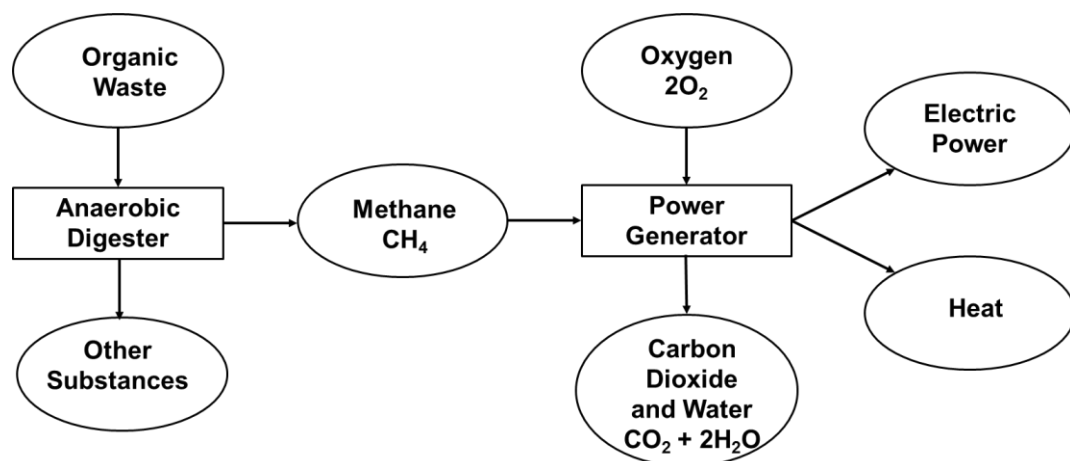 Organic
Waste
Oxygen
2O₂
Electric
Power
Anaerobic
Digester
Methane
CH₄
Power
Generator
Heat
Other
Substances
Carbon
Dioxide
and Water
CO₂ + 2H₂O